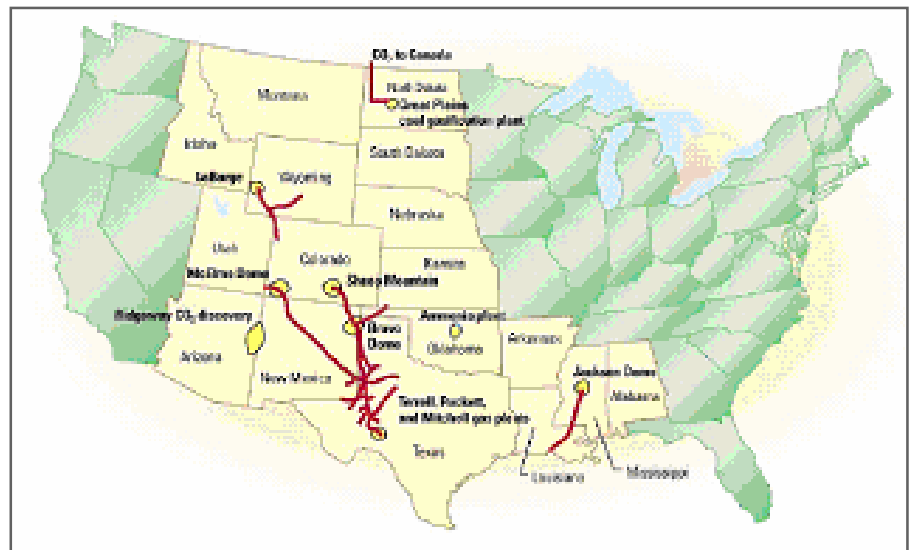 CO₂ to Canada
North Dakota
Great Plains
coal gasification plant
Montana
Idaho
South Dakota
LaBarge
Wyoming
Nebraska
Utah
Colorado
Kansas
McElmo Dome
Sheep Mountain
Ridgeway CO₂ discovery
Bravo
Dome
Ammonia plant
Oklahoma
Arkansas
Arizona
New Mexico
Jackson Dome
Alabama
Terrell, Puckett,
and Mitchell gas plants
Texas
Louisiana
Mississippi